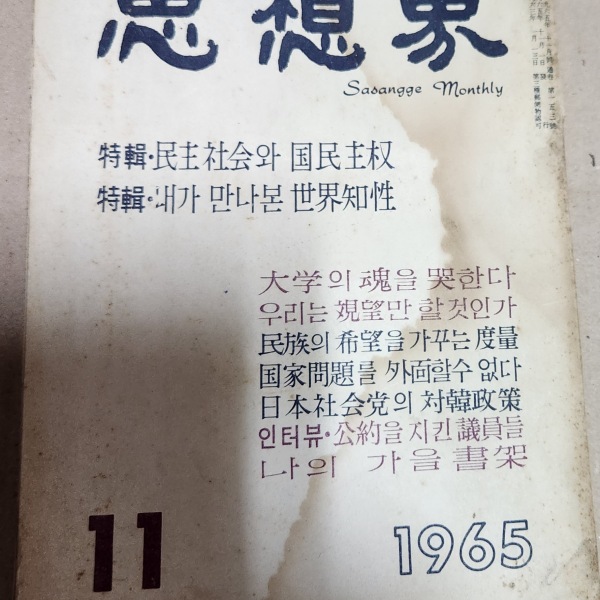 思想界
Sasangge Monthly
特輯·民主社会와 国民主权
特輯·내가 만나본 世界知性
大学의 魂을 哭한다
우리는 觀望만 할것인가
民族의 希望을 가꾸는 度量
国家問題를 外面할수 없다
日本社会党의 対韓政策
인터뷰·公約을 지킨 議員들
나의 가을 書架
11
1965